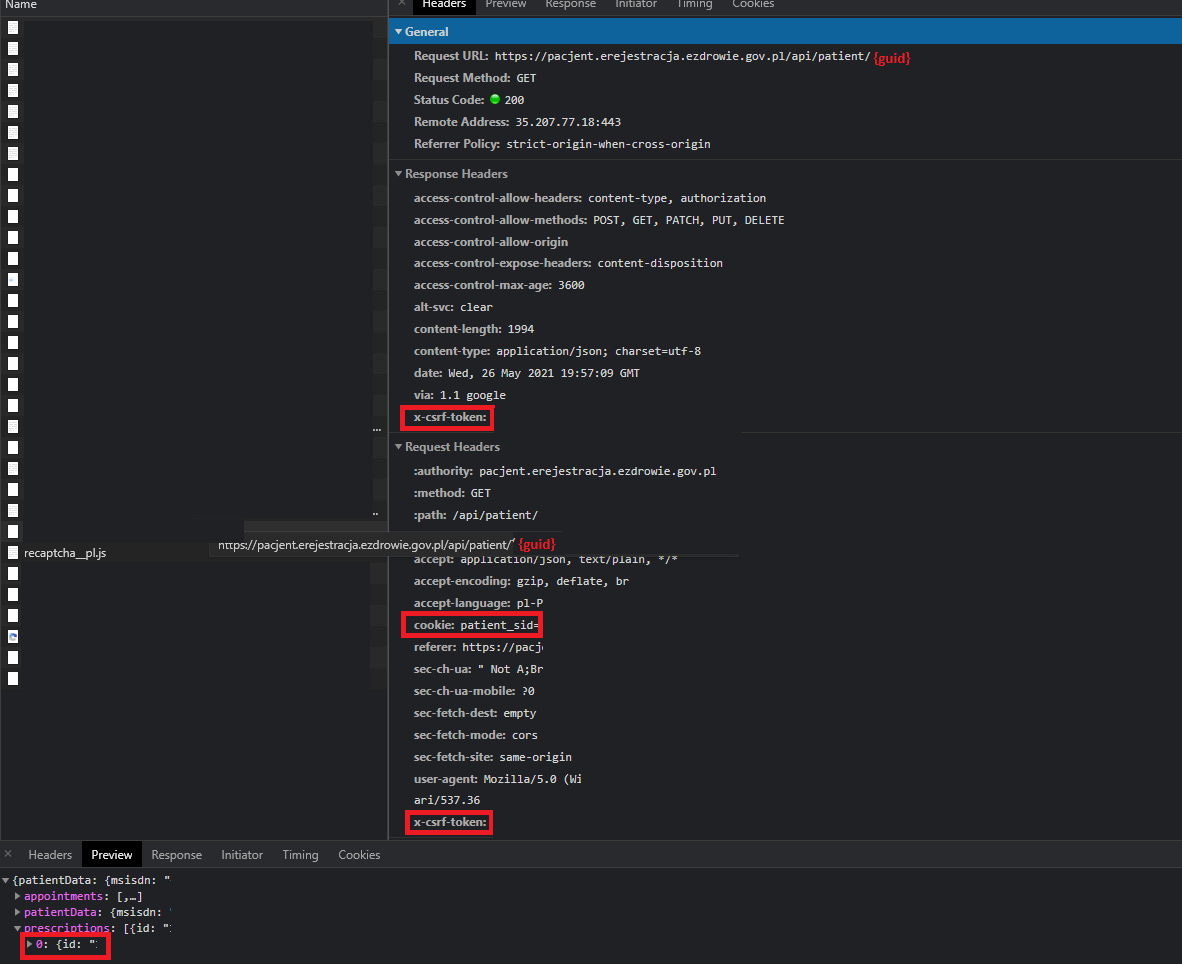 Name
Headers Preview Response Initiator Timing Cookies
General
Request URL: https://pacjent.erejestracja.ezdrowie.gov.pl/api/patient/ {guid}
Request Method: GET
Status Code: 200
Remote Address: 35.207.77.18:443
Referrer Policy: strict-origin-when-cross-origin
Response Headers
access-control-allow-headers: content-type, authorization
access-control-allow-methods: POST, GET, PATCH, PUT, DELETE
access-control-allow-origin
access-control-expose-headers: content-disposition
access-control-max-age: 3600
alt-svc: clear
content-length: 1994
content-type: application/json; charset=utf-8
date: Wed, 26 May 2021 19:57:09 GMT
via: 1.1 google
x-csrf-token:
Request Headers
:authority: pacjent.erejestracja.ezdrowie.gov.pl
:method: GET
:path: /api/patient/
https://pacjent.erejestracja.ezdrowie.gov.pl/api/patient/ {guid}
recaptcha__pl.js
accept: application/json, text/plain, */*
accept-encoding: gzip, deflate, br
accept-language: pl-P
cookie: patient_sid=
referer: https://pacj
sec-ch-ua: " Not A;Br
sec-ch-ua-mobile: ?0
sec-fetch-dest: empty
sec-fetch-mode: cors
sec-fetch-site: same-origin
user-agent: Mozilla/5.0 (Wi
ari/537.36
x-csrf-token:
Headers Preview Response Initiator Timing Cookies
{patientData: {msisdn: "
appointments: [,…]
patientData: {msisdn:
prescriptions: [{id: "
0: {id: "